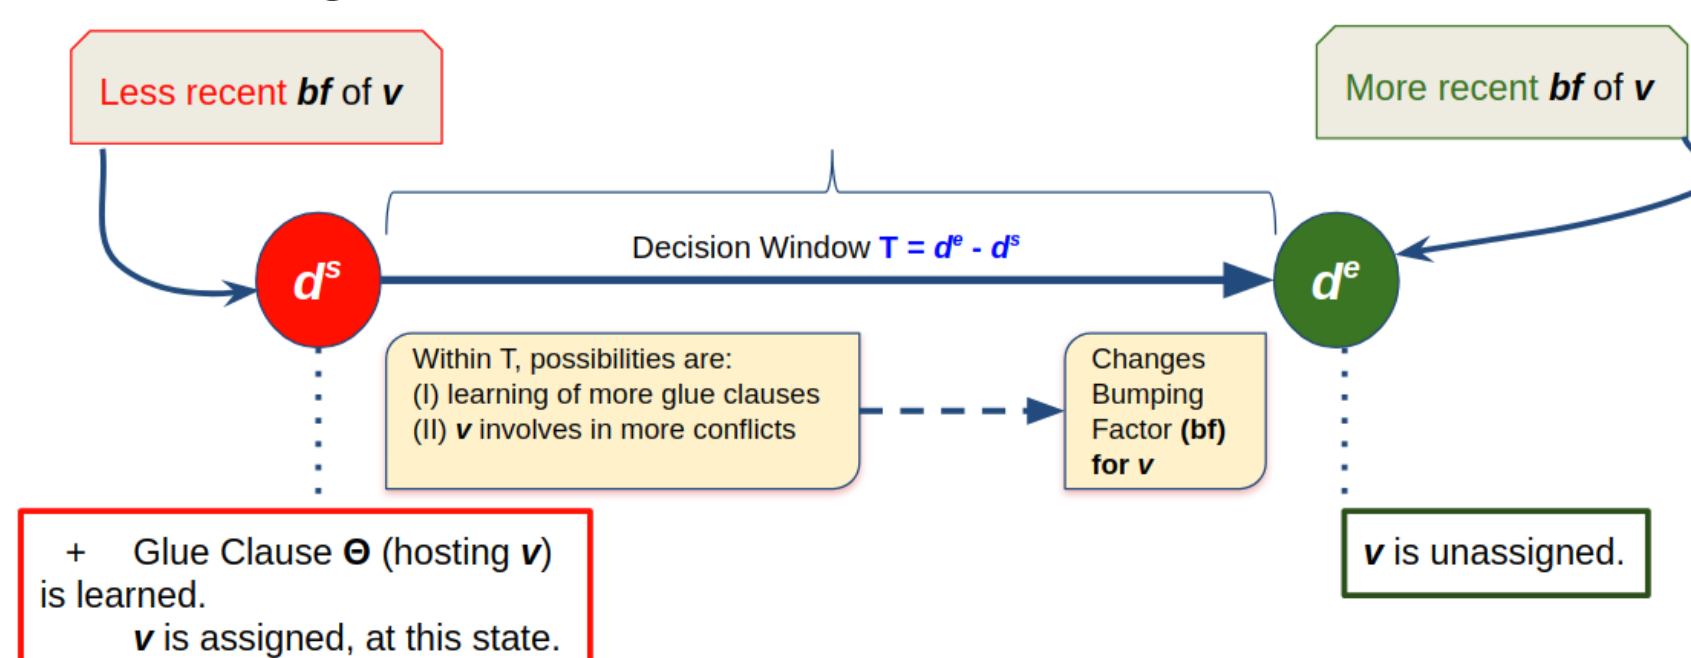 Less recent bf of v
More recent bf of v
Decision Window T = dᵉ - dˢ
dˢ
dᵉ
Within T, possibilities are:
(I) learning of more glue clauses
(II) v involves in more conflicts
Changes
Bumping
Factor (bf)
for v
+ Glue Clause Θ (hosting v)
is learned.
v is assigned, at this state.
v is unassigned.